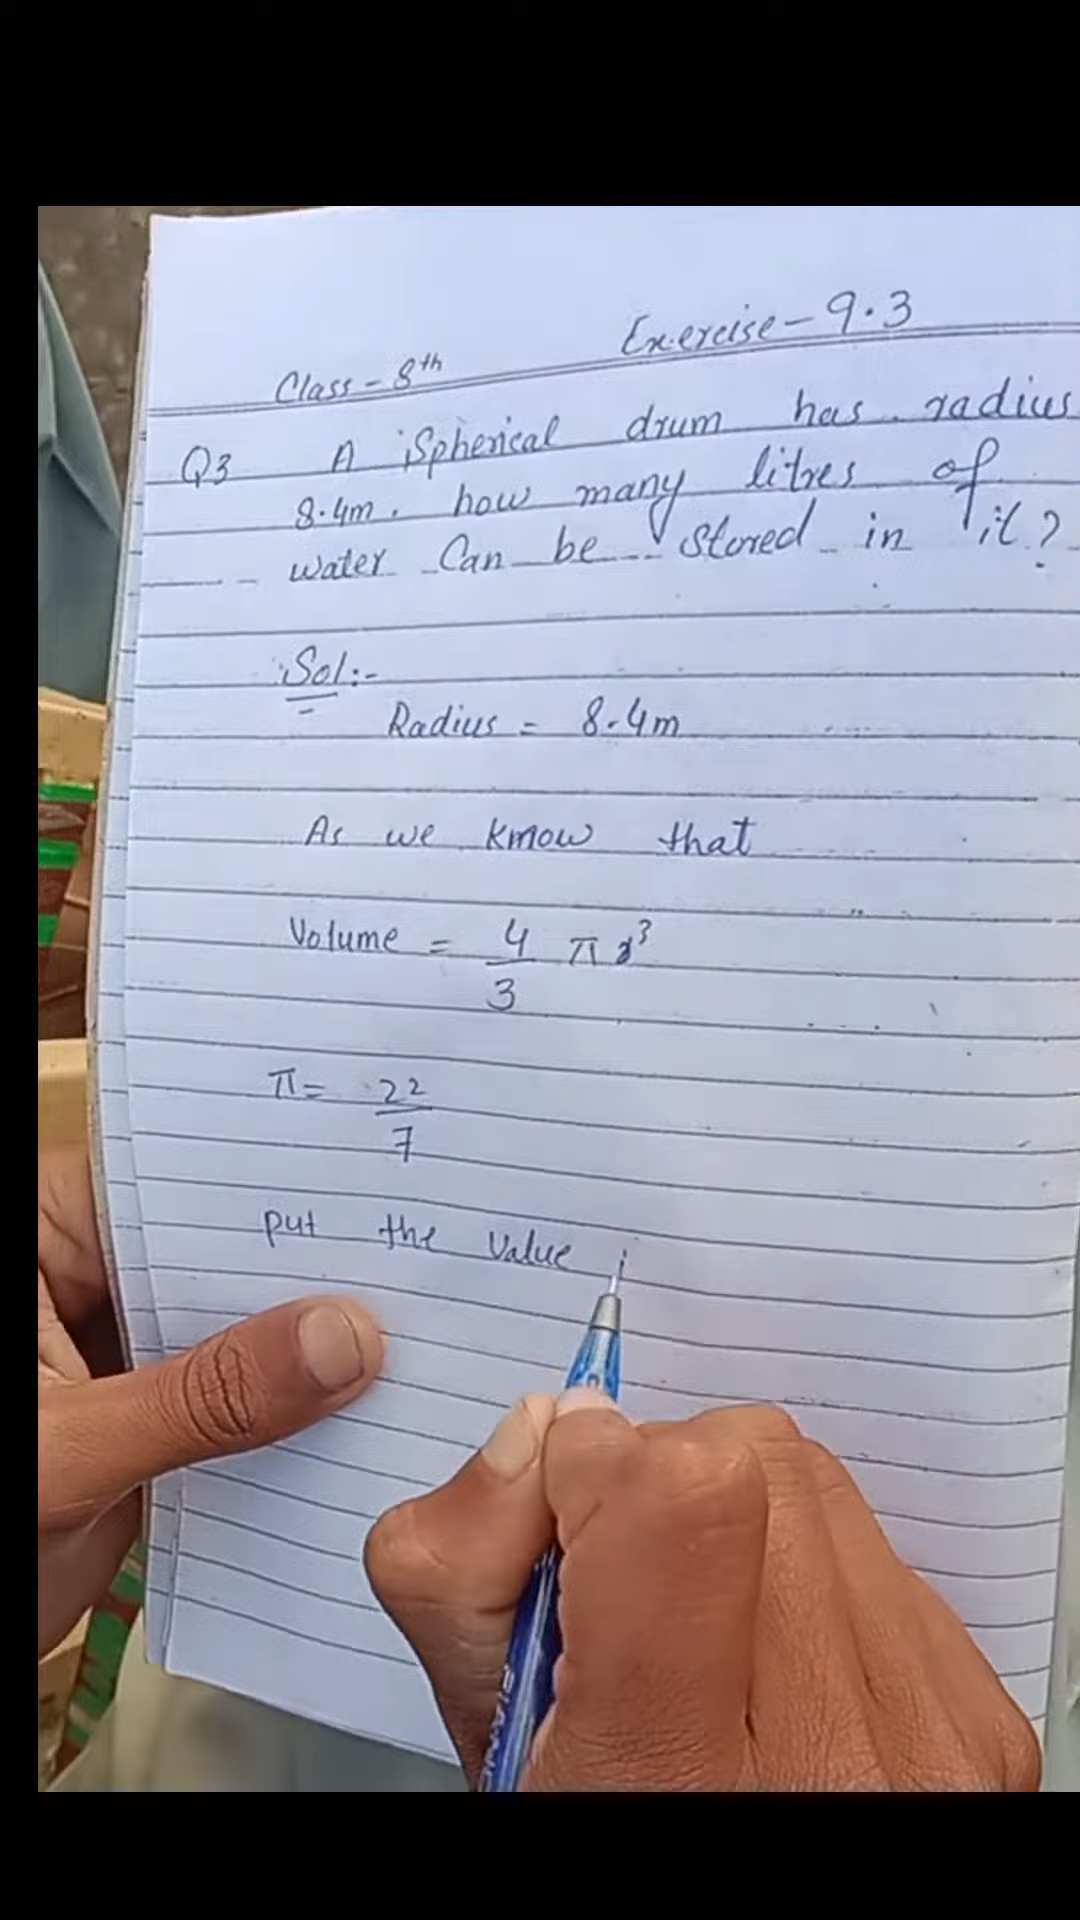 Exercise - 9.3
Class - 8th
Q3 A Spherical drum has radius
8.4m. how many litres of
water Can be stored in it?
Sol:-
Radius = 8.4m
As we know that
Volume = 4/3 π r³
π = 22/7
put the value